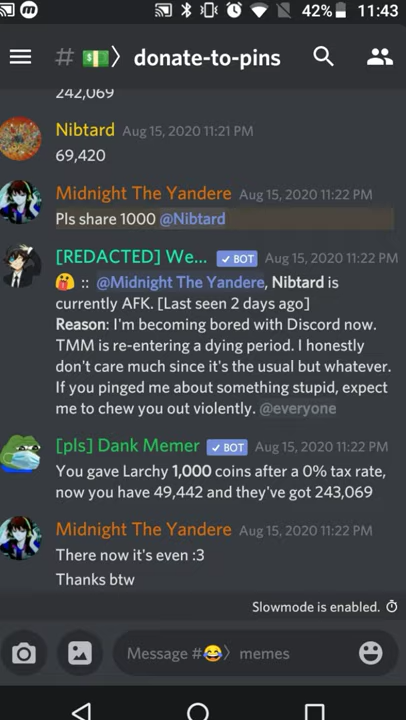 42% 11:43
# 💵〉 donate-to-pins
242,069
Nibtard Aug 15, 2020 11:21 PM
69,420
Midnight The Yandere Aug 15, 2020 11:22 PM
Pls share 1000 @Nibtard
[REDACTED] We... ✓ BOT Aug 15, 2020 11:22 PM
:: @Midnight The Yandere, Nibtard is
currently AFK. [Last seen 2 days ago]
Reason: I'm becoming bored with Discord now.
TMM is re-entering a dying period. I honestly
don't care much since it's the usual but whatever.
If you pinged me about something stupid, expect
me to chew you out violently. @everyone
[pls] Dank Memer ✓ BOT Aug 15, 2020 11:22 PM
You gave Larchy 1,000 coins after a 0% tax rate,
now you have 49,442 and they've got 243,069
Midnight The Yandere Aug 15, 2020 11:22 PM
There now it's even :3
Thanks btw
Slowmode is enabled.
Message #😂〉 memes